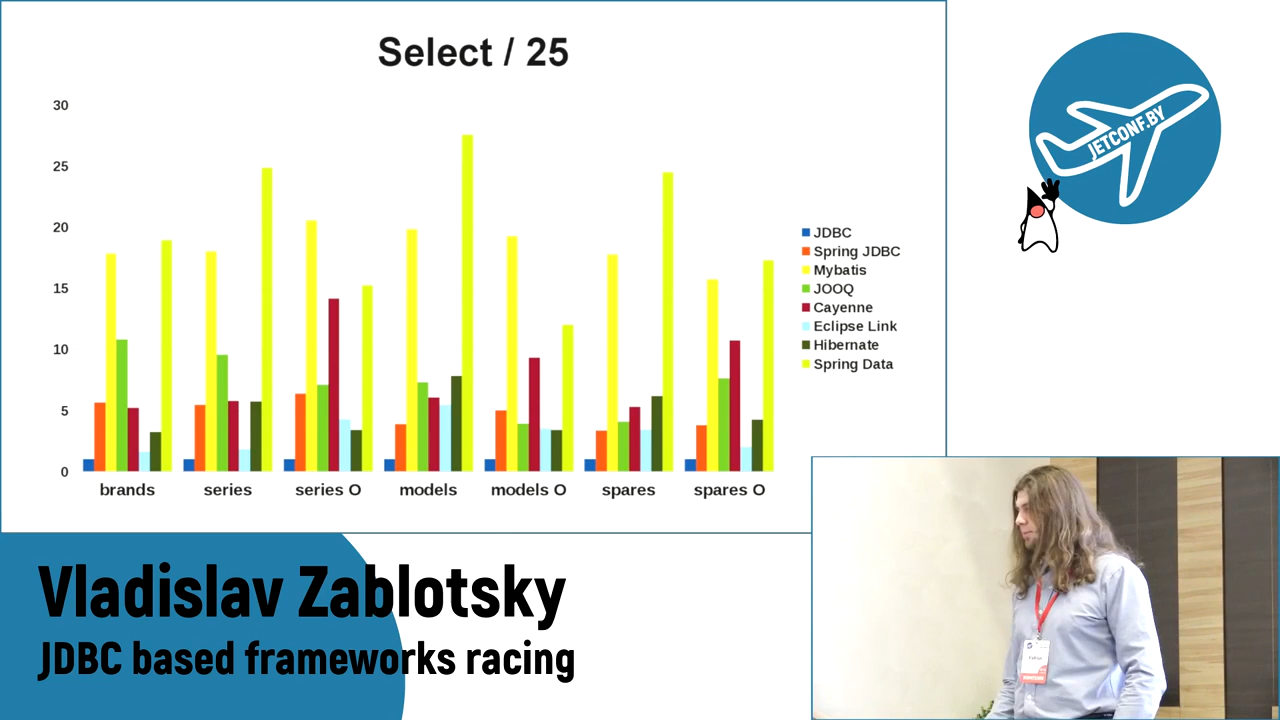 Select / 25
30
25
20
15
10
5
0
brands series series O models models O spares spares O
JDBC
Spring JDBC
Mybatis
JOOQ
Cayenne
Eclipse Link
Hibernate
Spring Data
JETCONF.BY
Vladislav Zablotsky
JDBC based frameworks racing